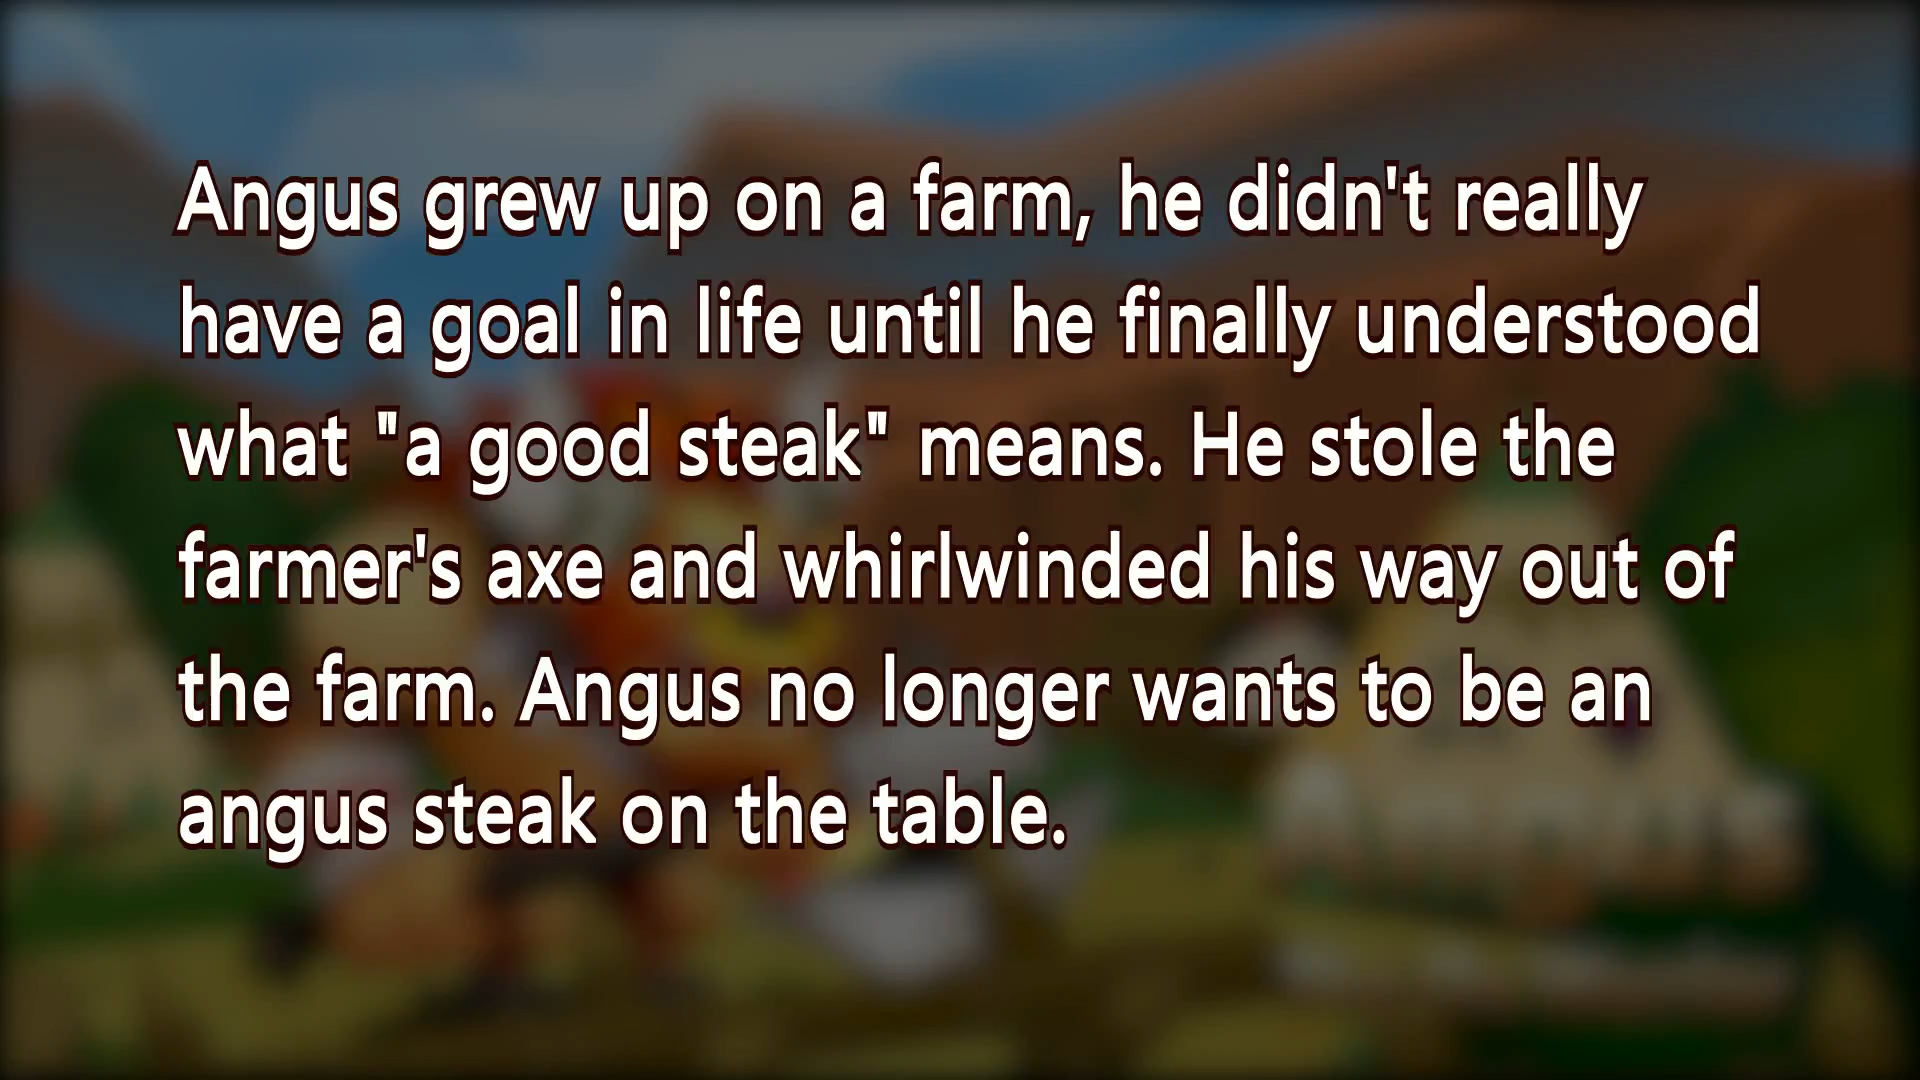 Angus grew up on a farm, he didn't really
have a goal in life until he finally understood
what "a good steak" means. He stole the
farmer's axe and whirlwinded his way out of
the farm. Angus no longer wants to be an
angus steak on the table.